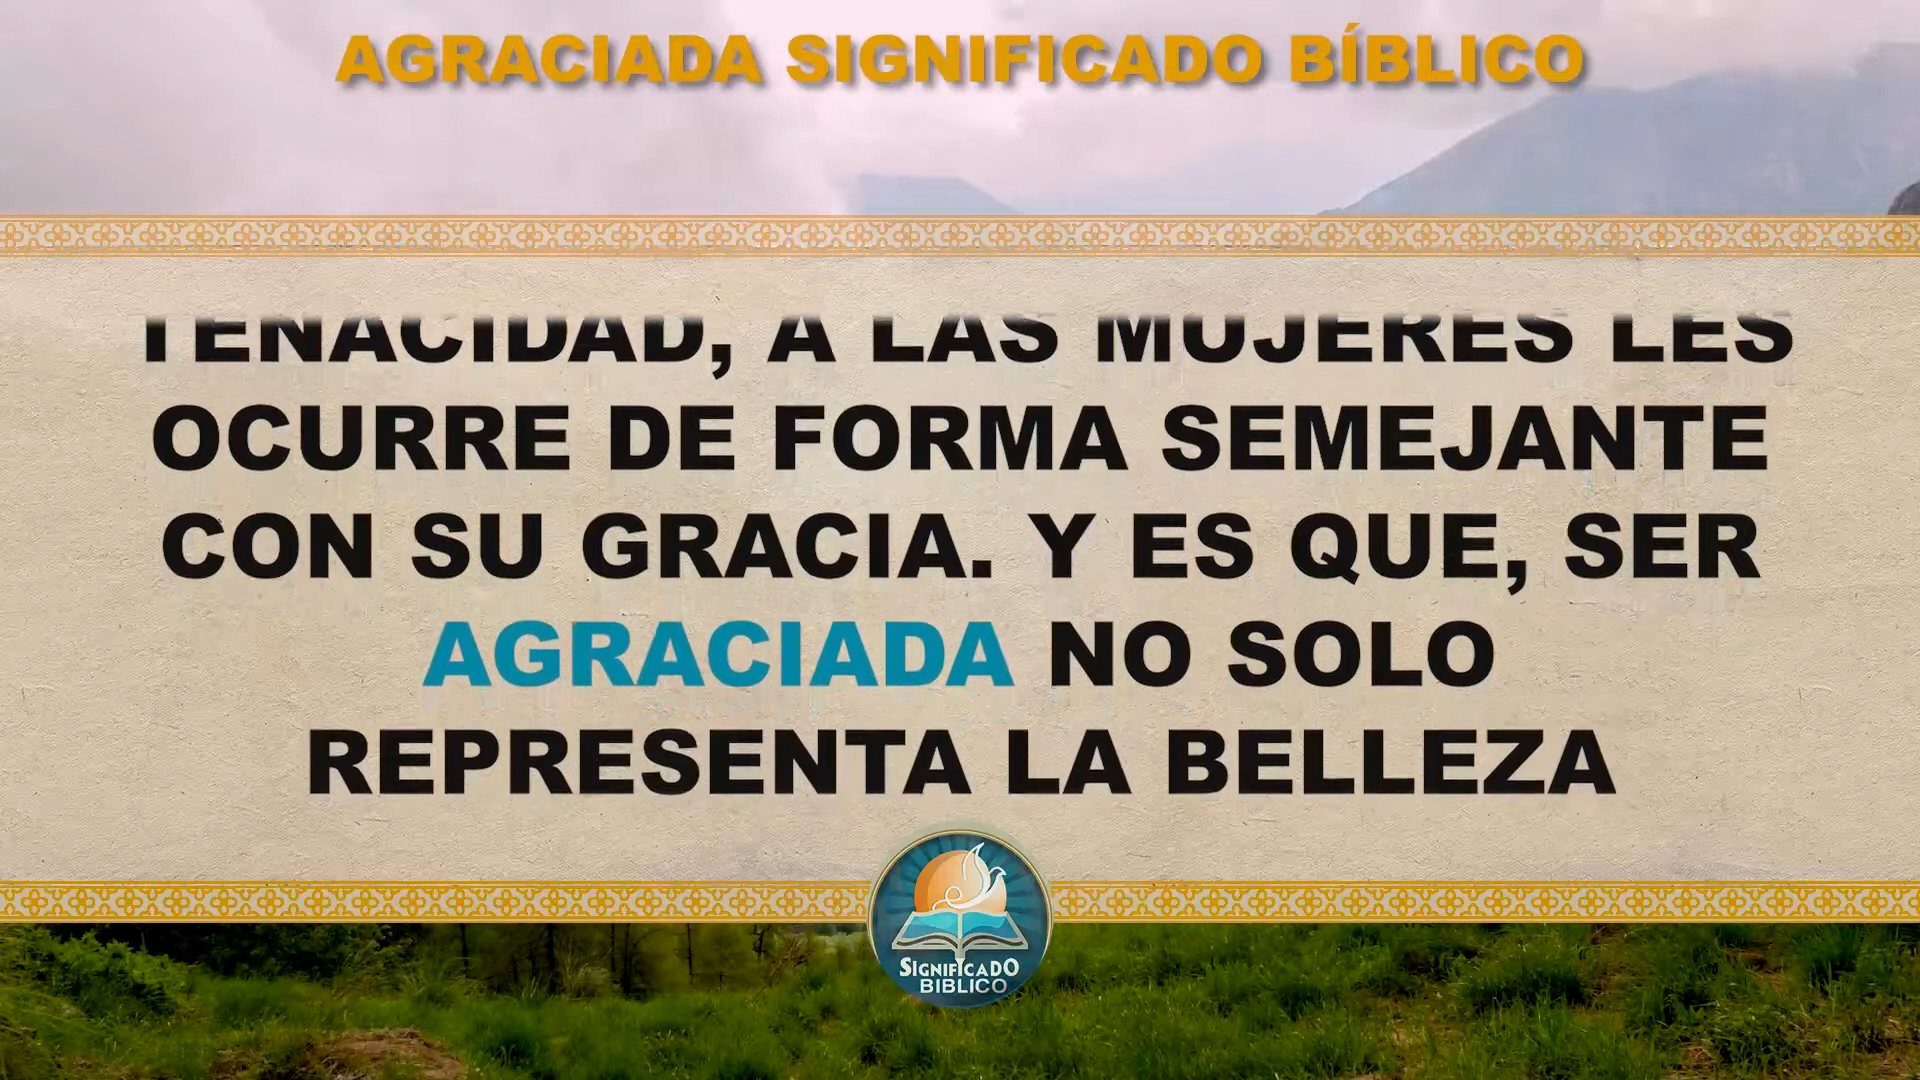 AGRACIADA SIGNIFICADO BÍBLICO
TENACIDAD, A LAS MUJERES LES
OCURRE DE FORMA SEMEJANTE
CON SU GRACIA. Y ES QUE, SER
AGRACIADA NO SOLO
REPRESENTA LA BELLEZA
SIGNIFICADO
BIBLICO